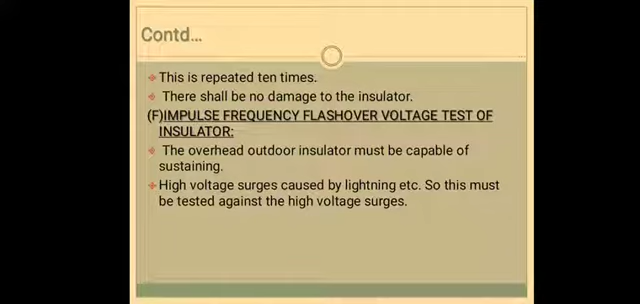 Contd...
This is repeated ten times.
There shall be no damage to the insulator.
(F)IMPULSE FREQUENCY FLASHOVER VOLTAGE TEST OF
INSULATOR:
The overhead outdoor insulator must be capable of
sustaining.
High voltage surges caused by lightning etc. So this must
be tested against the high voltage surges.